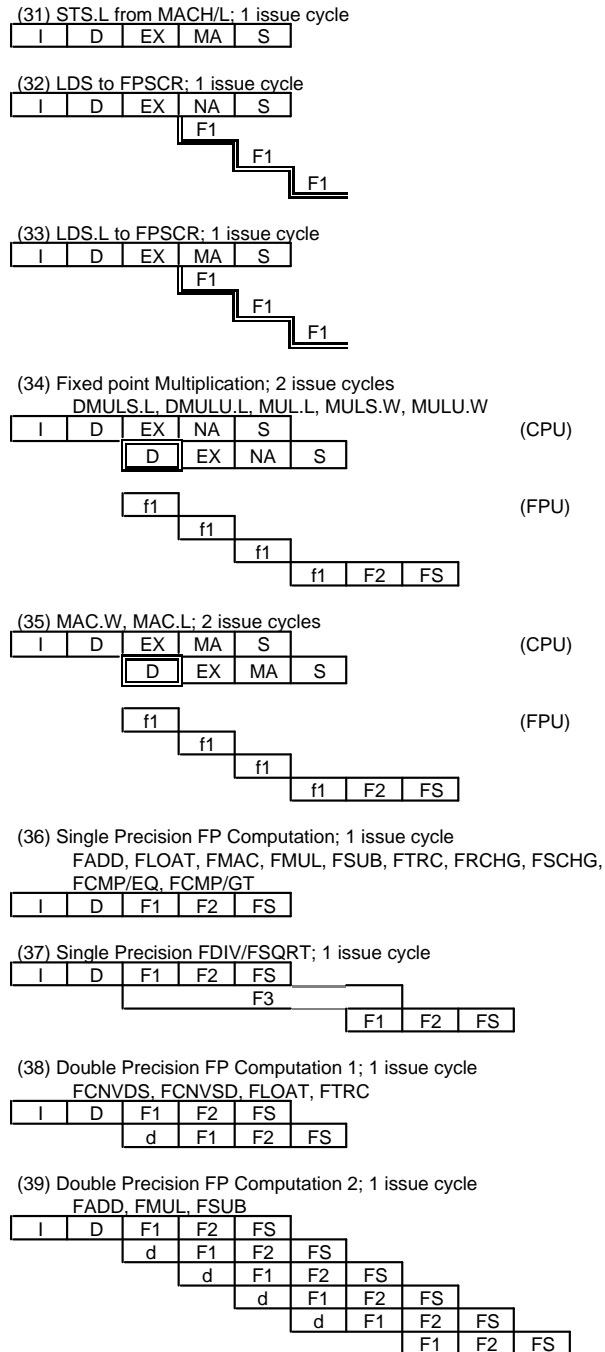 (31) STS.L from MACH/L; 1 issue cycle
I D EX MA S
(32) LDS to FPSCR; 1 issue cycle
I D EX NA S
F1
F1
F1
(33) LDS.L to FPSCR; 1 issue cycle
I D EX MA S
F1
F1
F1
(34) Fixed point Multiplication; 2 issue cycles
DMULS.L, DMULU.L, MUL.L, MULS.W, MULU.W
I D EX NA S (CPU)
D EX NA S
f1 (FPU)
f1
f1
f1 F2 FS
(35) MAC.W, MAC.L; 2 issue cycles
I D EX MA S (CPU)
D EX MA S
f1 (FPU)
f1
f1
f1 F2 FS
(36) Single Precision FP Computation; 1 issue cycle
FADD, FLOAT, FMAC, FMUL, FSUB, FTRC, FRCHG, FSCHG,
FCMP/EQ, FCMP/GT
I D F1 F2 FS
(37) Single Precision FDIV/FSQRT; 1 issue cycle
I D F1 F2 FS
F3
F1 F2 FS
(38) Double Precision FP Computation 1; 1 issue cycle
FCNVDS, FCNVSD, FLOAT, FTRC
I D F1 F2 FS
d F1 F2 FS
(39) Double Precision FP Computation 2; 1 issue cycle
FADD, FMUL, FSUB
I D F1 F2 FS
d F1 F2 FS
d F1 F2 FS
d F1 F2 FS
d F1 F2 FS
F1 F2 FS